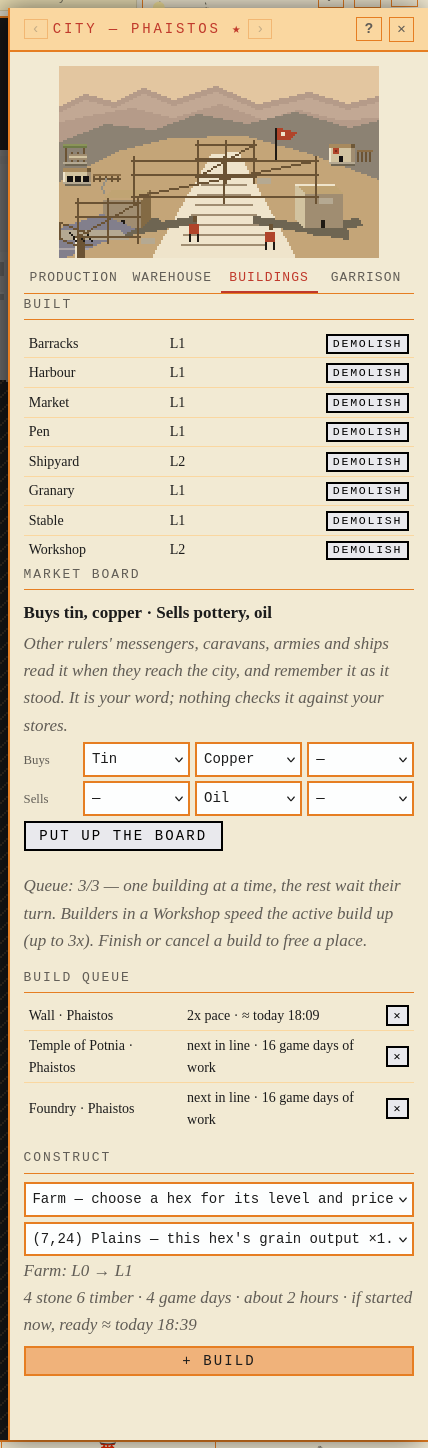 ‹ CITY — PHAISTOS ★ › ? ×
PRODUCTION WAREHOUSE BUILDINGS GARRISON
BUILT
Barracks L1 DEMOLISH
Harbour L1 DEMOLISH
Market L1 DEMOLISH
Pen L1 DEMOLISH
Shipyard L2 DEMOLISH
Granary L1 DEMOLISH
Stable L1 DEMOLISH
Workshop L2 DEMOLISH
MARKET BOARD
Buys tin, copper · Sells pottery, oil
Other rulers' messengers, caravans, armies and ships
read it when they reach the city, and remember it as it
stood. It is your word; nothing checks it against your
stores.
Buys Tin Copper —
Sells — Oil —
PUT UP THE BOARD
Queue: 3/3 — one building at a time, the rest wait their
turn. Builders in a Workshop speed the active build up
(up to 3x). Finish or cancel a build to free a place.
BUILD QUEUE
Wall · Phaistos 2x pace · ≈ today 18:09 ×
Temple of Potnia · next in line · 16 game days of ×
Phaistos work
Foundry · Phaistos next in line · 16 game days of ×
work
CONSTRUCT
Farm — choose a hex for its level and price
(7,24) Plains — this hex's grain output ×1.
Farm: L0 → L1
4 stone 6 timber · 4 game days · about 2 hours · if started
now, ready ≈ today 18:39
+ BUILD